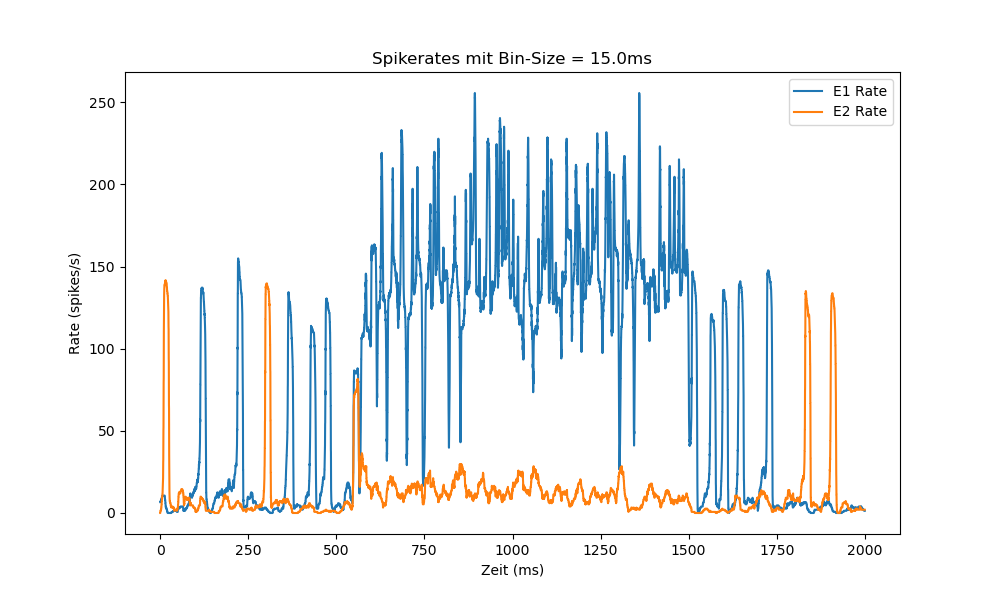 Spikerates mit Bin-Size = 15.0ms
E1 Rate
E2 Rate
Rate (spikes/s)
250
200
150
100
50
0
0 250 500 750 1000 1250 1500 1750 2000
Zeit (ms)